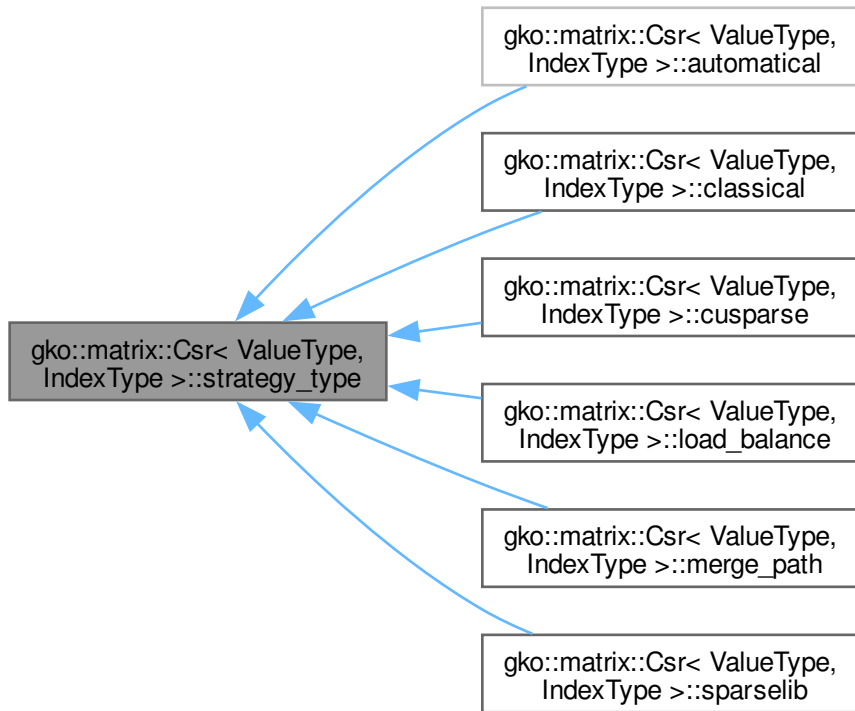 gko::matrix::Csr< ValueType,
IndexType >::automatical
gko::matrix::Csr< ValueType,
IndexType >::classical
gko::matrix::Csr< ValueType,
IndexType >::cusparse
gko::matrix::Csr< ValueType,
IndexType >::strategy_type
gko::matrix::Csr< ValueType,
IndexType >::load_balance
gko::matrix::Csr< ValueType,
IndexType >::merge_path
gko::matrix::Csr< ValueType,
IndexType >::sparselib